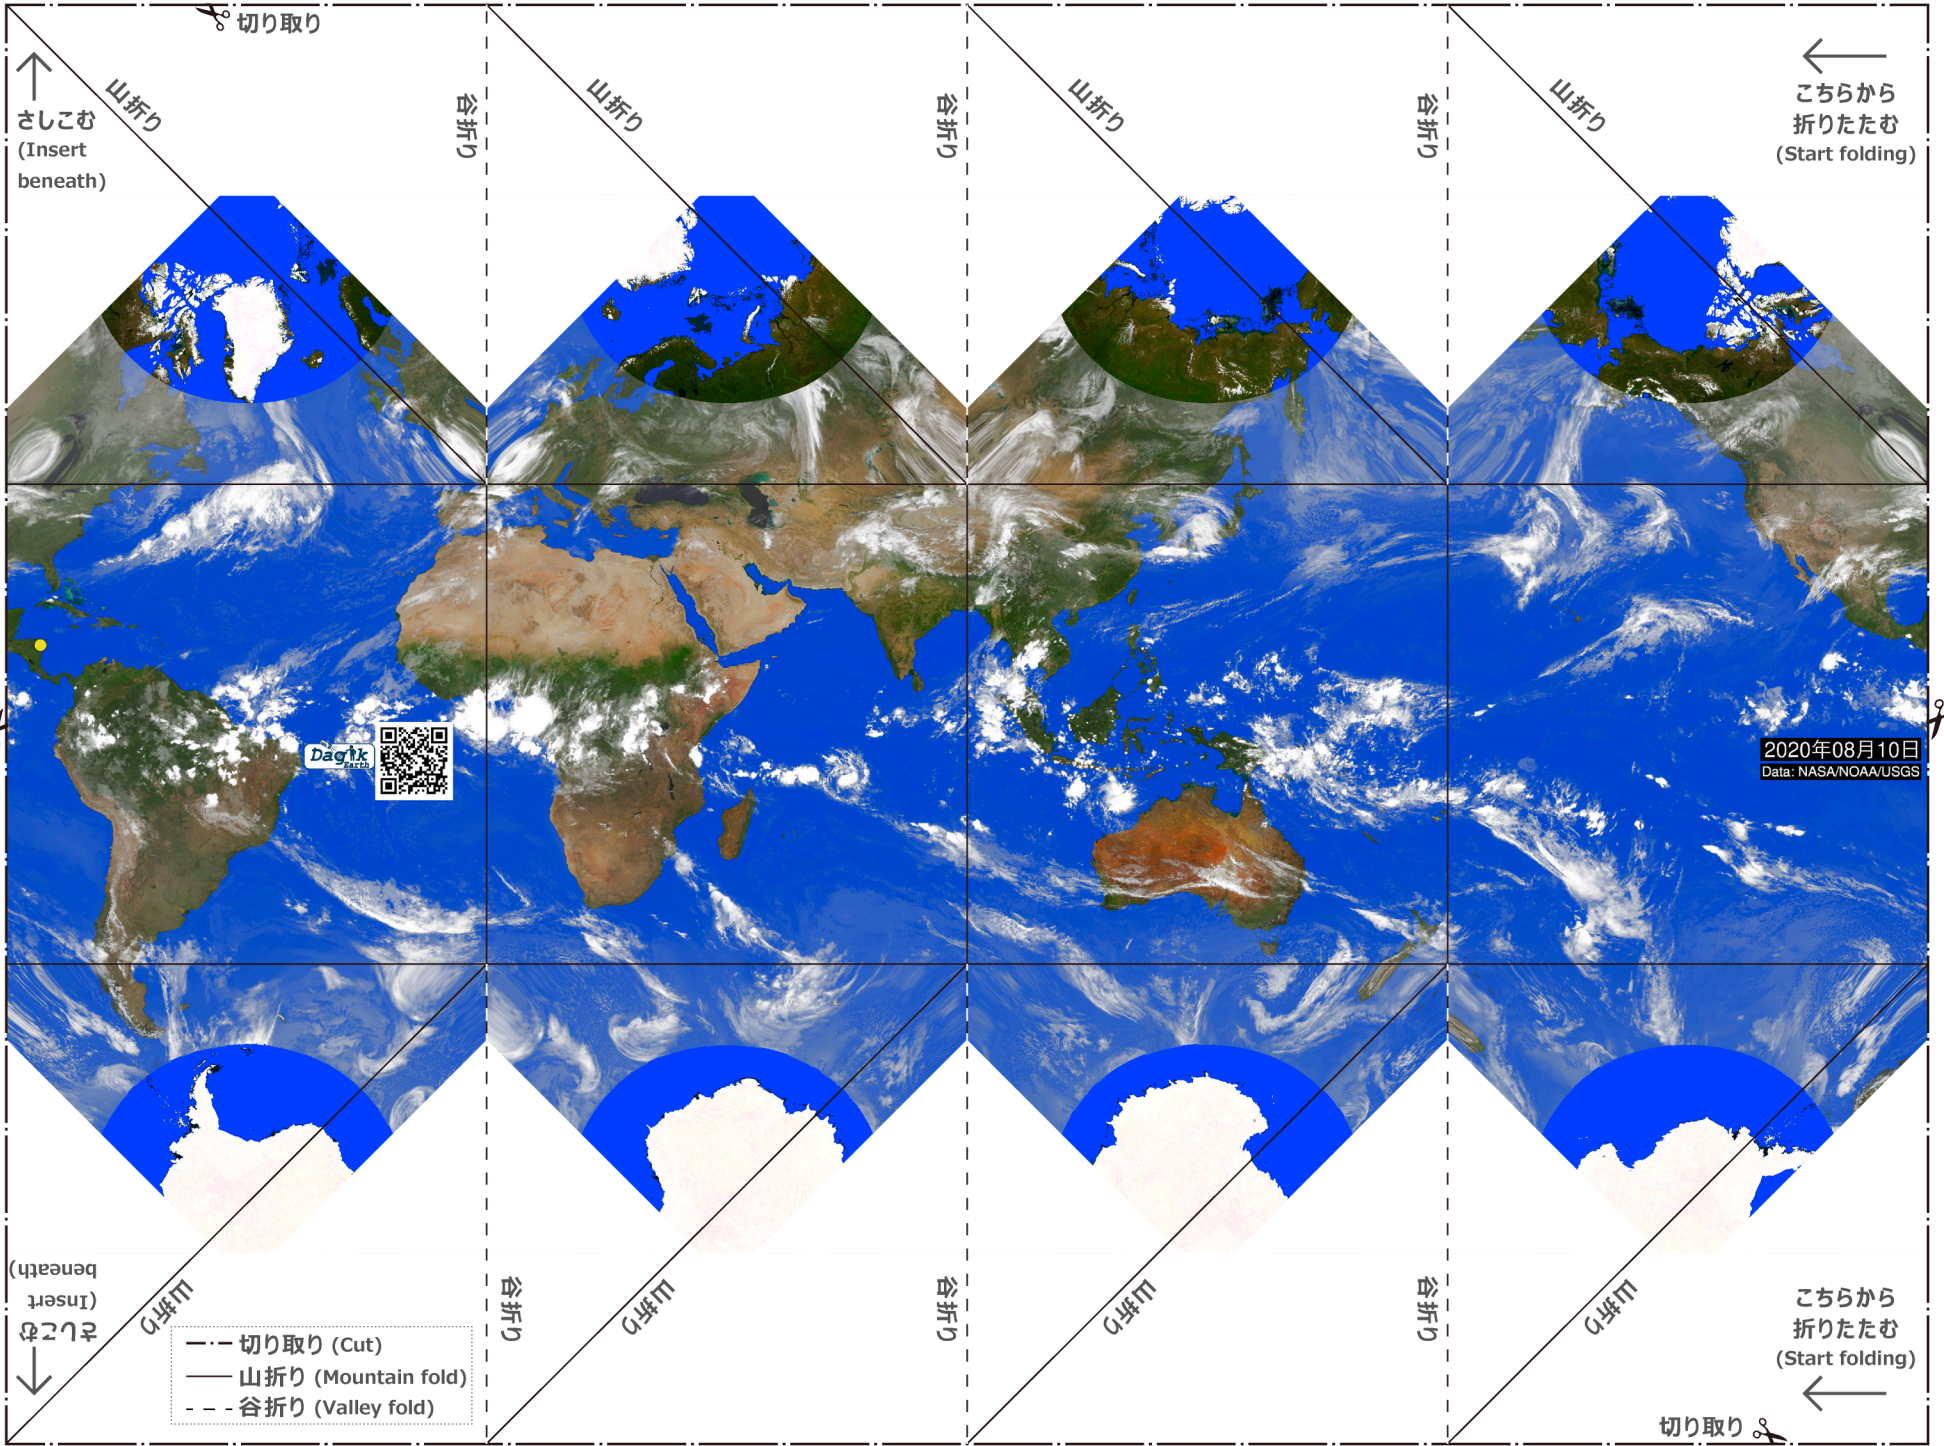 切り取り
山折り
谷折り
山折り
谷折り
山折り
谷折り
山折り
さしこむ
(Insert
beneath)
こちらから
折りたたむ
(Start folding)
Dagik
Earth
2020年08月10日
Data: NASA/NOAA/USGS
さしこむ
(Insert
beneath)
山折り
谷折り
山折り
谷折り
山折り
谷折り
山折り
こちらから
折りたたむ
(Start folding)
切り取り (Cut)
山折り (Mountain fold)
谷折り (Valley fold)
切り取り